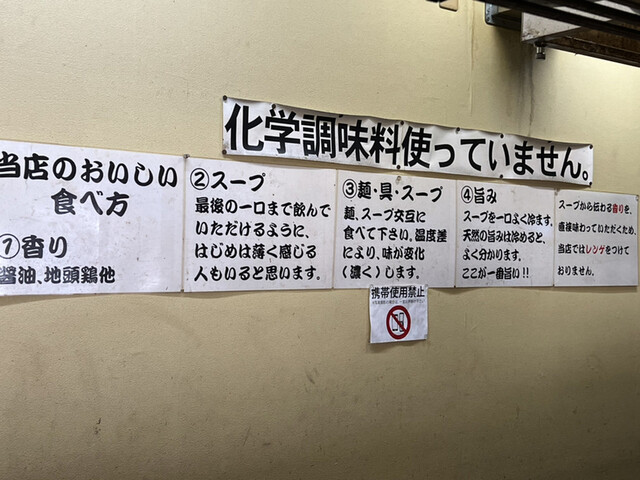 化学調味料使っていません。
当店のおいしい
食べ方
①香り
醤油、地頭鶏他
②スープ
最後の一口まで飲んで
いただけるように、
はじめは薄く感じる
人もいると思います。
③麺・具・スープ
麺、スープ交互に
食べて下さい。温度差
により、味が変化
(濃く)します。
④旨み
スープを一口よく冷ます。
天然の旨みは冷めると、
よく分かります。
ここが一番旨い!!
スープから伝わる香りを、
直接味わっていただくため、
当店ではレンゲをつけて
おりません。
携帯使用禁止